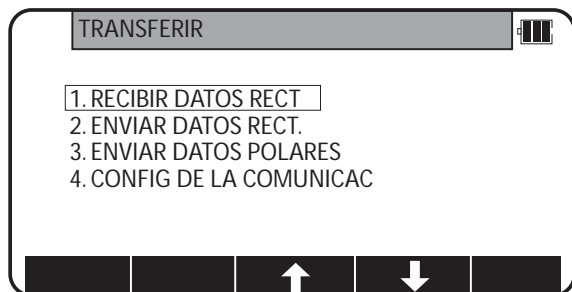 TRANSFERIR
1. RECIBIR DATOS RECT
2. ENVIAR DATOS RECT.
3. ENVIAR DATOS POLARES
4. CONFIG DE LA COMUNICAC